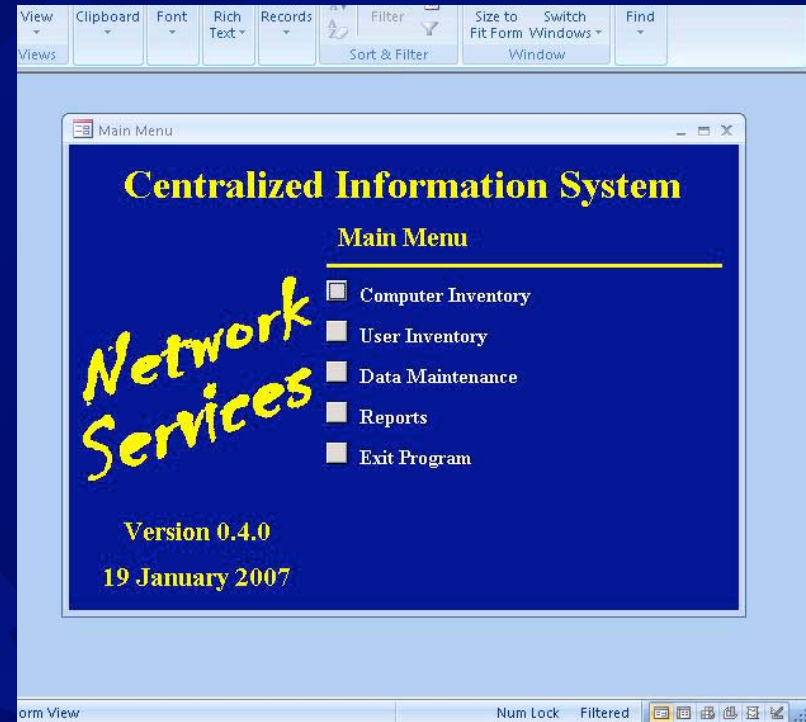 View Clipboard Font Rich Text Records Filter Size to Fit Form Switch Windows Find
Views Sort & Filter Window
Main Menu
Centralized Information System
Main Menu
Computer Inventory
User Inventory
Data Maintenance
Reports
Exit Program
Network
Services
Version 0.4.0
19 January 2007
orm View Num Lock Filtered